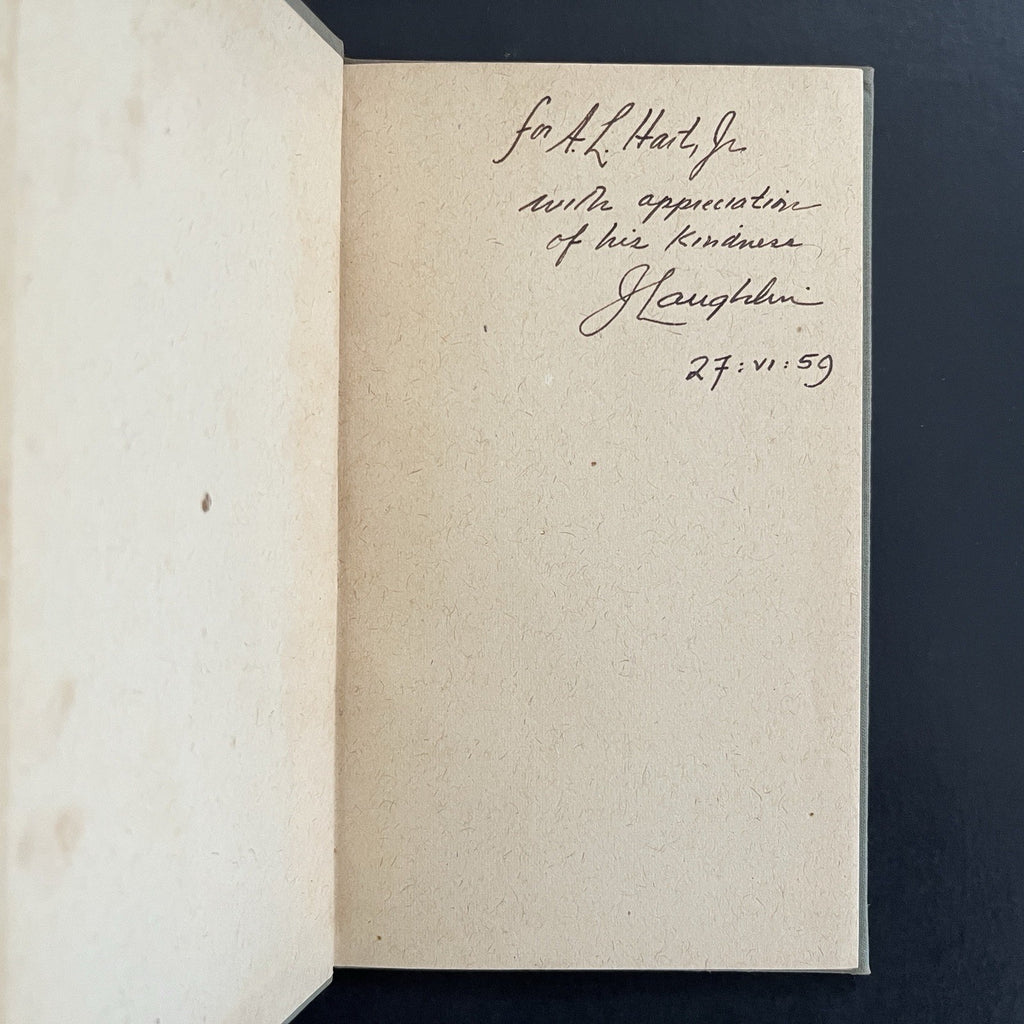 for A. L. Hart, Jr
with appreciation
of his kindness
J Laughlin
27:VI:59